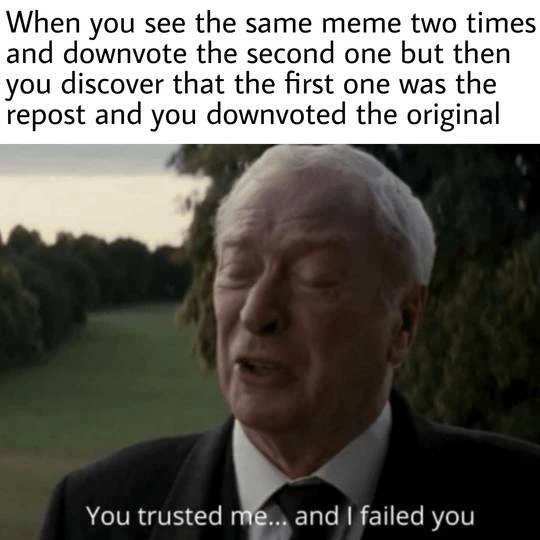 When you see the same meme two times
and downvote the second one but then
you discover that the first one was the
repost and you downvoted the original
You trusted me... and I failed you